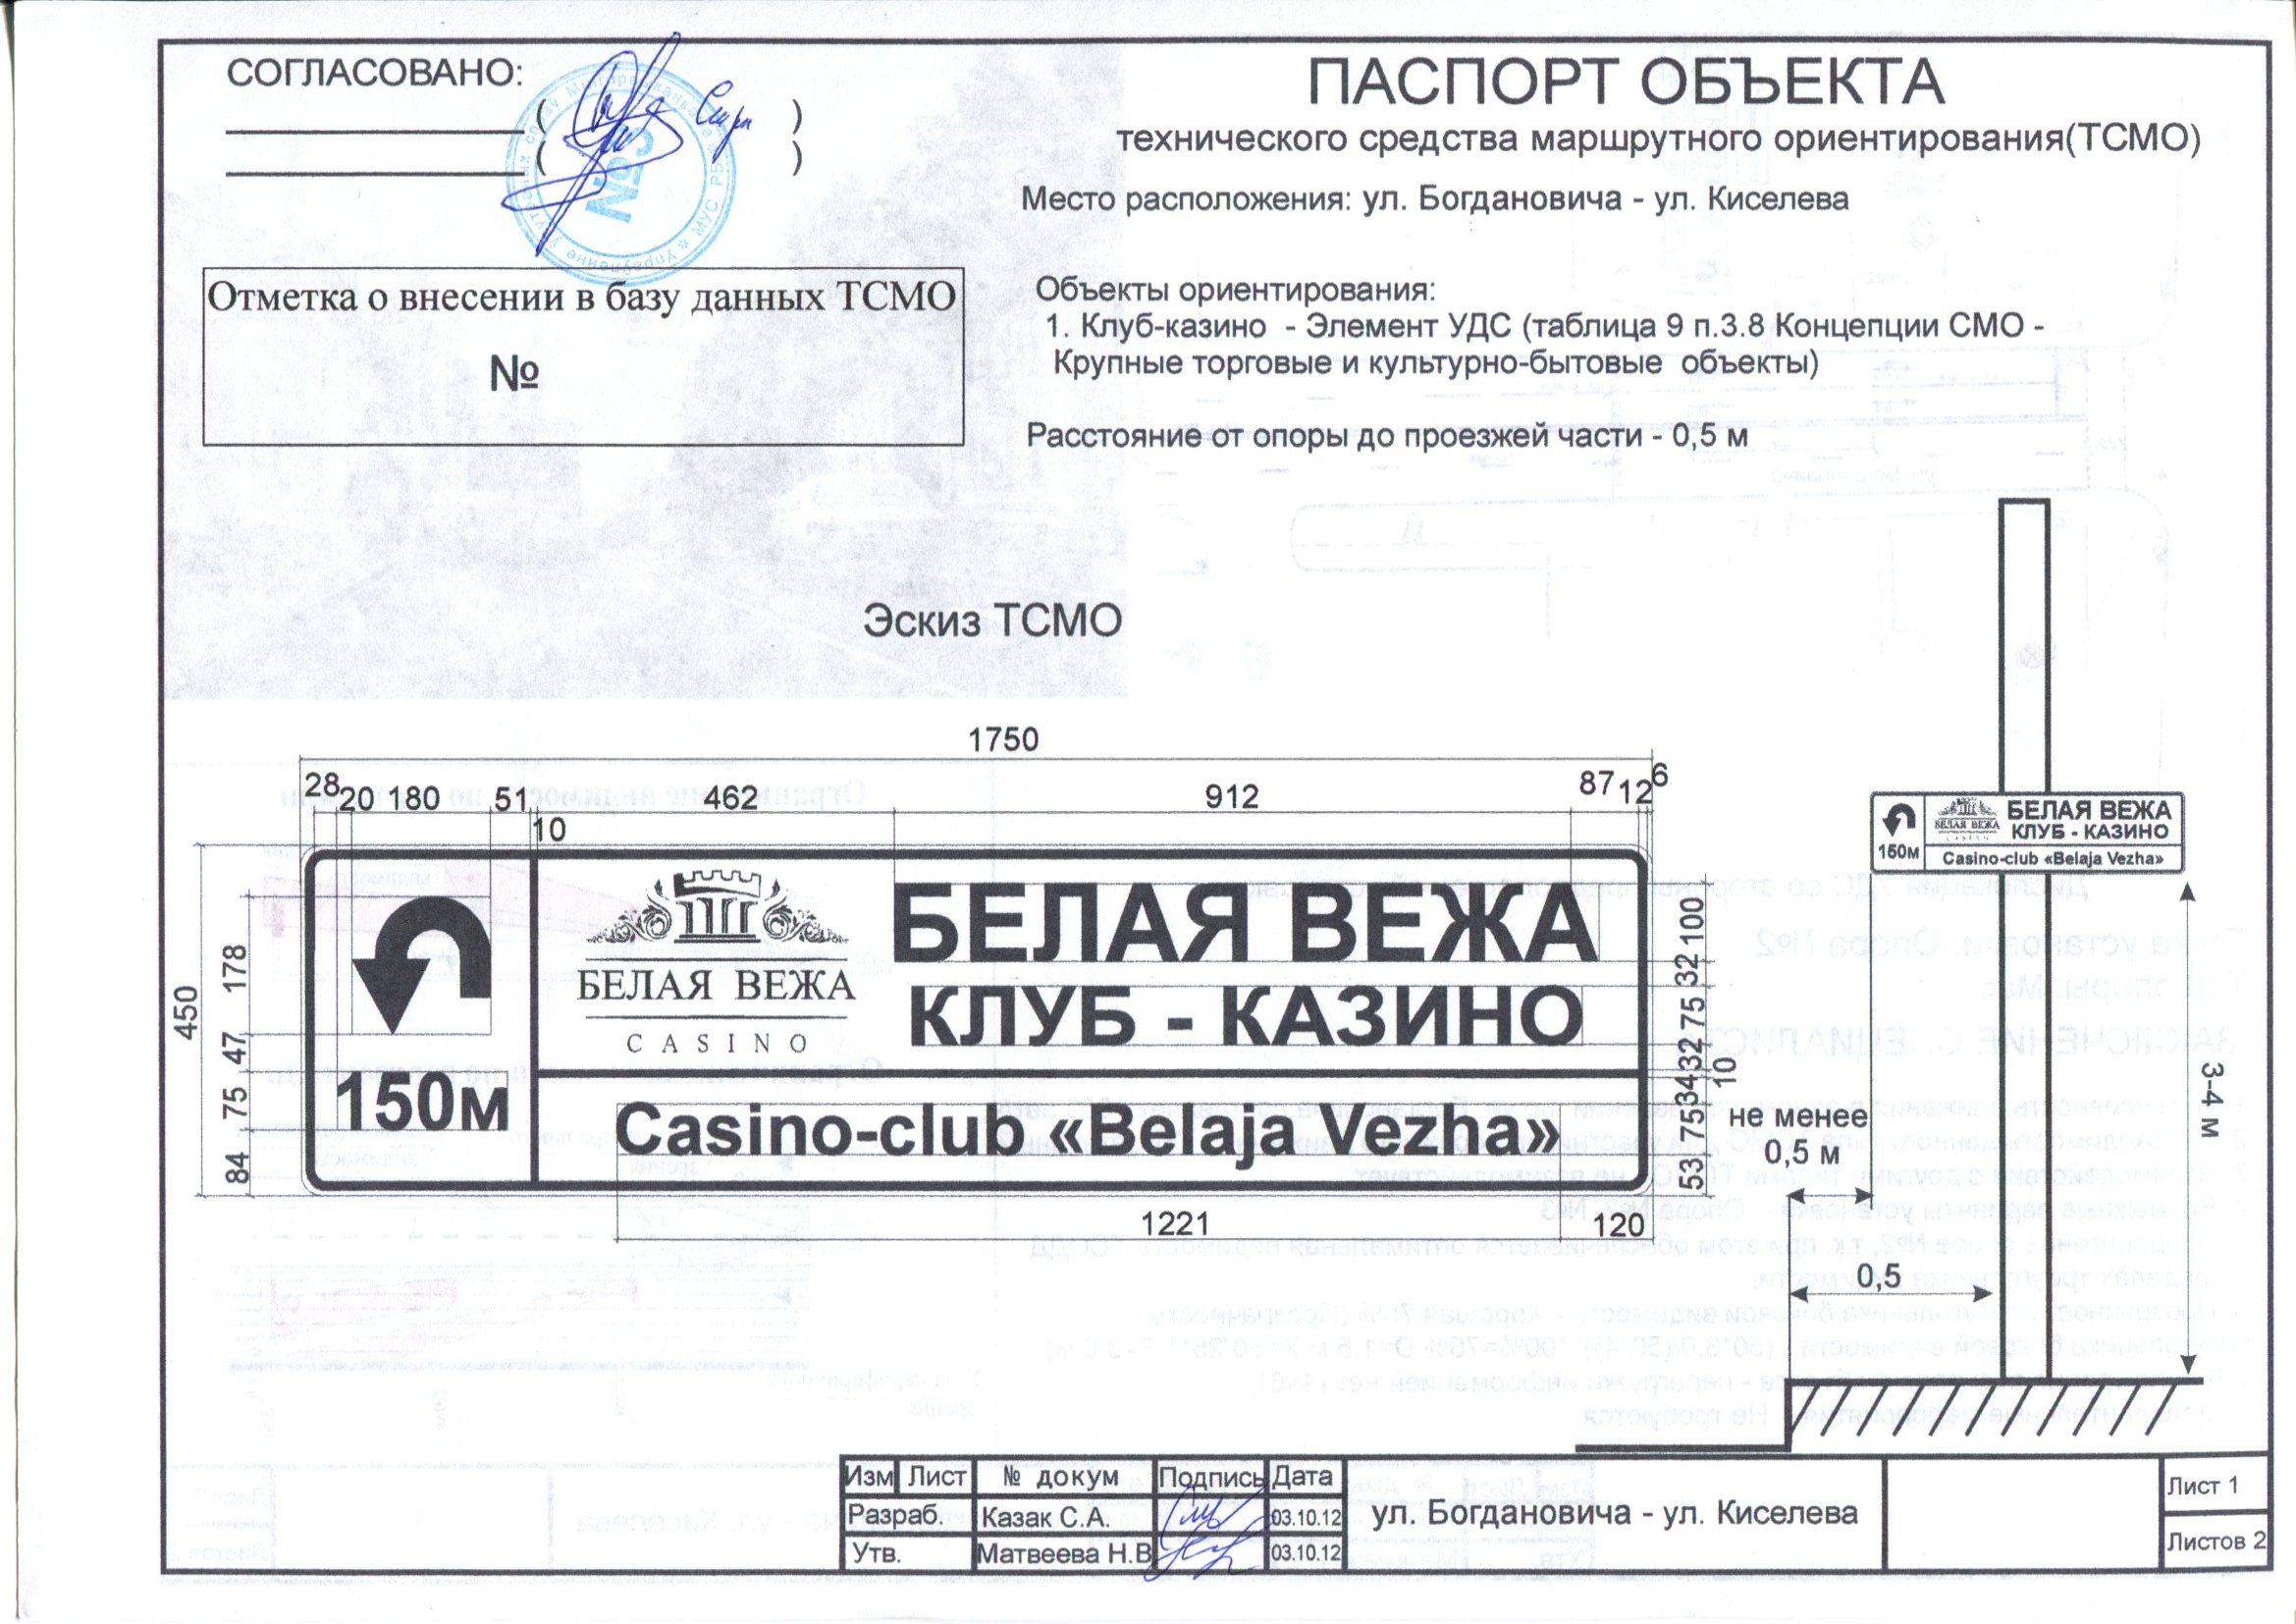 СОГЛАСОВАНО:
(               )
(               )
№3
ПАСПОРТ ОБЪЕКТА
технического средства маршрутного ориентирования(ТСМО)
Место расположения: ул. Богдановича - ул. Киселева
Отметка о внесении в базу данных ТСМО
№
Объекты ориентирования:
1. Клуб-казино - Элемент УДС (таблица 9 п.3.8 Концепции СМО -
Крупные торговые и культурно-бытовые объекты)
Расстояние от опоры до проезжей части - 0,5 м
Эскиз ТСМО
1750
28 20 180 51 10 462 912 87 12 6
450
178
47
75
84
150м
БЕЛАЯ ВЕЖА
CASINO
БЕЛАЯ ВЕЖА
КЛУБ - КАЗИНО
Casino-club «Belaja Vezha»
100
32
75
32
10
34
75
53
1221
120
150м
БЕЛАЯ ВЕЖА
CASINO
БЕЛАЯ ВЕЖА
КЛУБ - КАЗИНО
Casino-club «Belaja Vezha»
3-4 м
не менее
0,5 м
0,5
Изм Лист № докум Подпись Дата
Разраб. Казак С.А. 03.10.12
Утв. Матвеева Н.В 03.10.12
ул. Богдановича - ул. Киселева
Лист 1
Листов 2